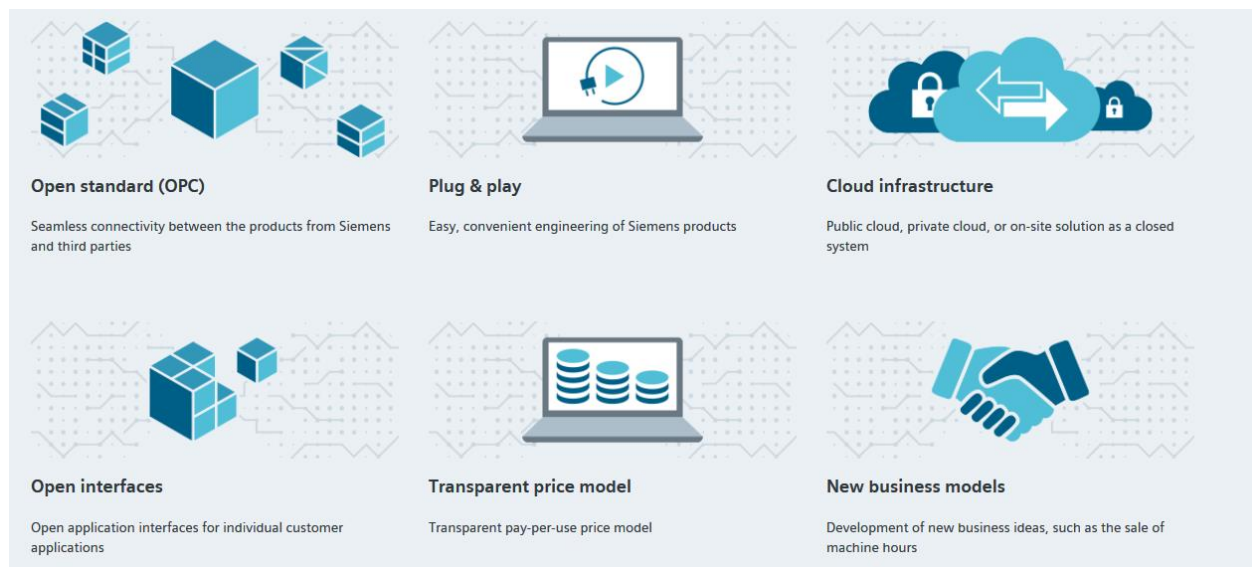 Open standard (OPC)
Seamless connectivity between the products from Siemens
and third parties
Plug & play
Easy, convenient engineering of Siemens products
Cloud infrastructure
Public cloud, private cloud, or on-site solution as a closed
system
Open interfaces
Open application interfaces for individual customer
applications
Transparent price model
Transparent pay-per-use price model
New business models
Development of new business ideas, such as the sale of
machine hours